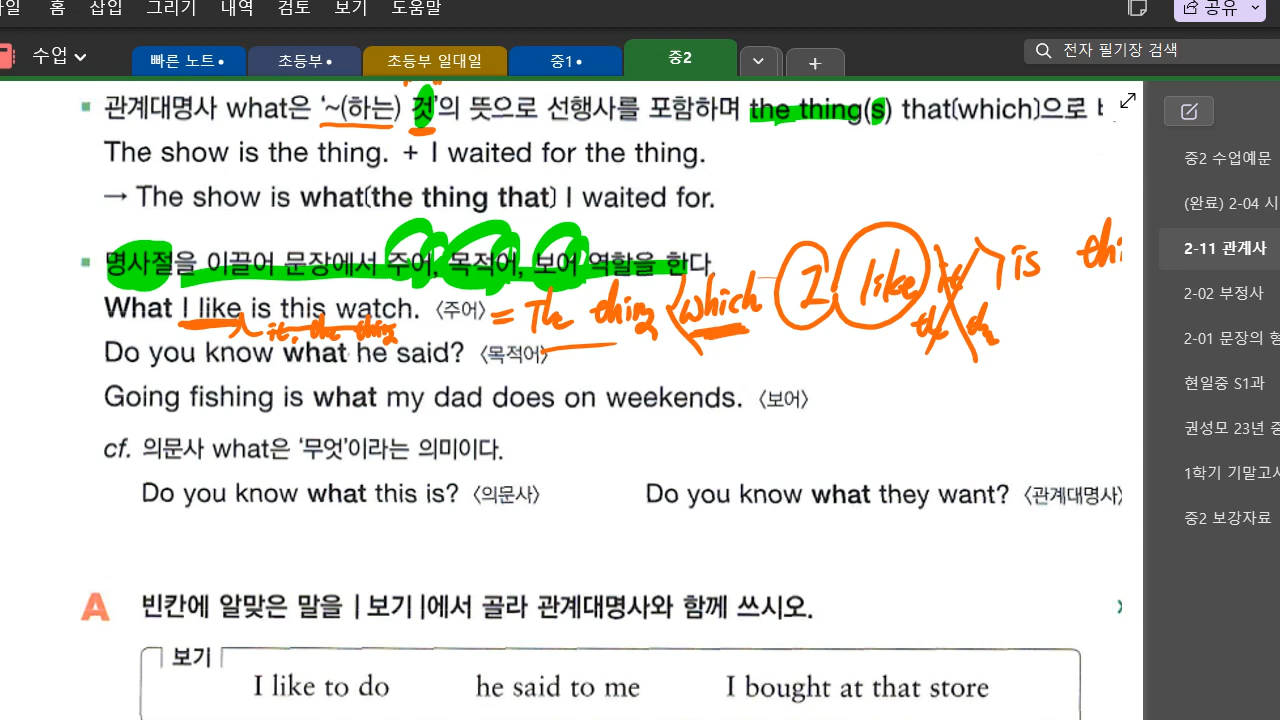 홈 삽입 그리기 내역 검토 보기 도움말
공유
수업
빠른 노트
초등부
초등부 일대일
중1
중2
전자 필기장 검색
관계대명사 what은 '~(하는) 것'의 뜻으로 선행사를 포함하며 the thing(s) that(which)으로
The show is the thing. + I waited for the thing.
→ The show is what(the thing that) I waited for.
명사절을 이끌어 문장에서 주어, 목적어, 보어 역할을 한다
What I like is this watch. 〈주어〉 = The thing which I like it is thi
it, the thing
the th
Do you know what he said? 〈목적어〉
Going fishing is what my dad does on weekends. 〈보어〉
cf. 의문사 what은 '무엇'이라는 의미이다.
Do you know what this is? 〈의문사〉 Do you know what they want? 〈관계대명사〉
A 빈칸에 알맞은 말을 |보기|에서 골라 관계대명사와 함께 쓰시오.
보기
I like to do he said to me I bought at that store
중2 수업예문
(완료) 2-04 시
2-11 관계사
2-02 부정사
2-01 문장의 형
현일중 S1과
권성모 23년 중
1학기 기말고사
중2 보강자료